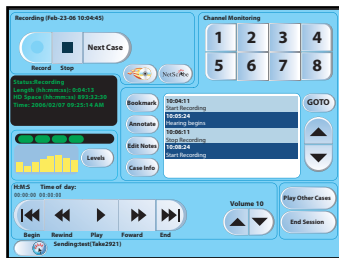 Recording (Feb-23-06 10:04:45)
Channel Monitoring
Next Case
Record Stop
1 2 3 4
5 6 7 8
Status:Recording
Length (hh:mm:ss): 0:04:13
HD Space (hh:mm:ss) 893:52:30
Time: 2006/02/07 09:25:14 AM
NetScribe
Bookmark
Annotate
Edit Notes
Case Info
10:04:11
Start Recording
10:05:24
Hearing begins
10:06:11
Stop Recording
10:08:24
Start Recording
GOTO
Levels
H:M:S Time of day:
00:00:00 00:00:00
Begin Rewind Play Foward End
Volume 10
Play Other Cases
End Session
Sending:test(Take2921)